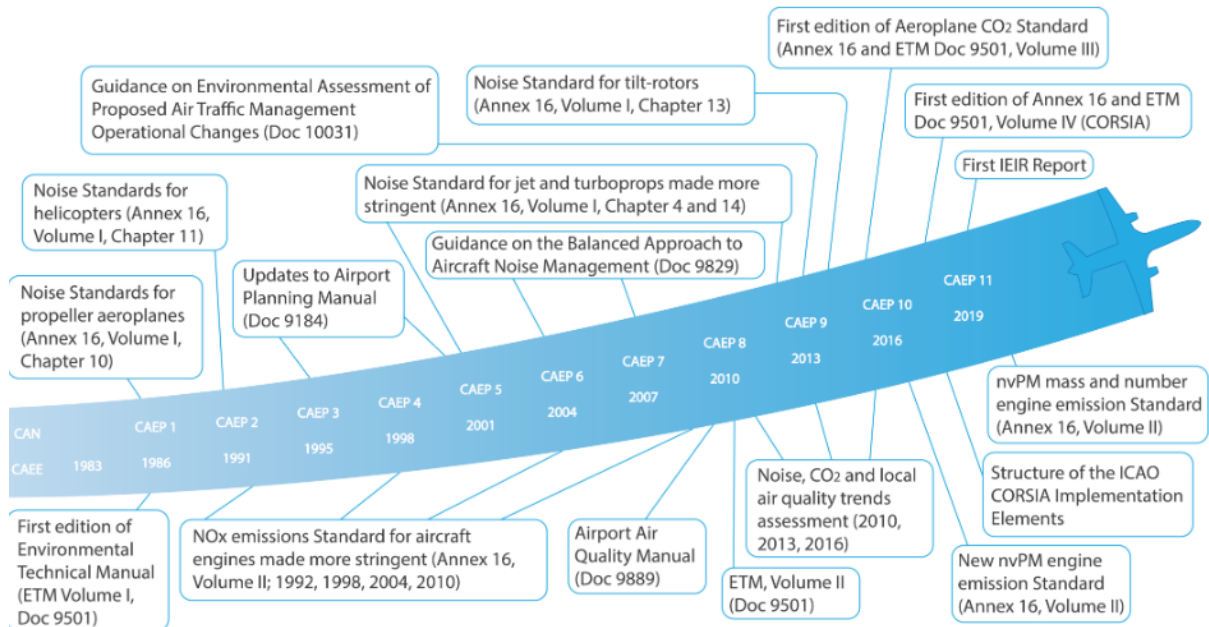 First edition of Aeroplane CO2 Standard
(Annex 16 and ETM Doc 9501, Volume III)
Guidance on Environmental Assessment of
Proposed Air Traffic Management
Operational Changes (Doc 10031)
Noise Standard for tilt-rotors
(Annex 16, Volume I, Chapter 13)
First edition of Annex 16 and ETM
Doc 9501, Volume IV (CORSIA)
First IEIR Report
Noise Standards for
helicopters (Annex 16,
Volume I, Chapter 11)
Noise Standard for jet and turboprops made more
stringent (Annex 16, Volume I, Chapter 4 and 14)
Guidance on the Balanced Approach to
Aircraft Noise Management (Doc 9829)
Updates to Airport
Planning Manual
(Doc 9184)
Noise Standards for
propeller aeroplanes
(Annex 16, Volume I,
Chapter 10)
CAN
CAEE
1983
CAEP 1
1986
CAEP 2
1991
CAEP 3
1995
CAEP 4
1998
CAEP 5
2001
CAEP 6
2004
CAEP 7
2007
CAEP 8
2010
CAEP 9
2013
CAEP 10
2016
CAEP 11
2019
First edition of
Environmental
Technical Manual
(ETM Volume I,
Doc 9501)
NOx emissions Standard for aircraft
engines made more stringent (Annex 16,
Volume II; 1992, 1998, 2004, 2010)
Airport Air
Quality Manual
(Doc 9889)
ETM, Volume II
(Doc 9501)
Noise, CO2 and local
air quality trends
assessment (2010,
2013, 2016)
New nvPM engine
emission Standard
(Annex 16, Volume II)
Structure of the ICAO
CORSIA Implementation
Elements
nvPM mass and number
engine emission Standard
(Annex 16, Volume II)